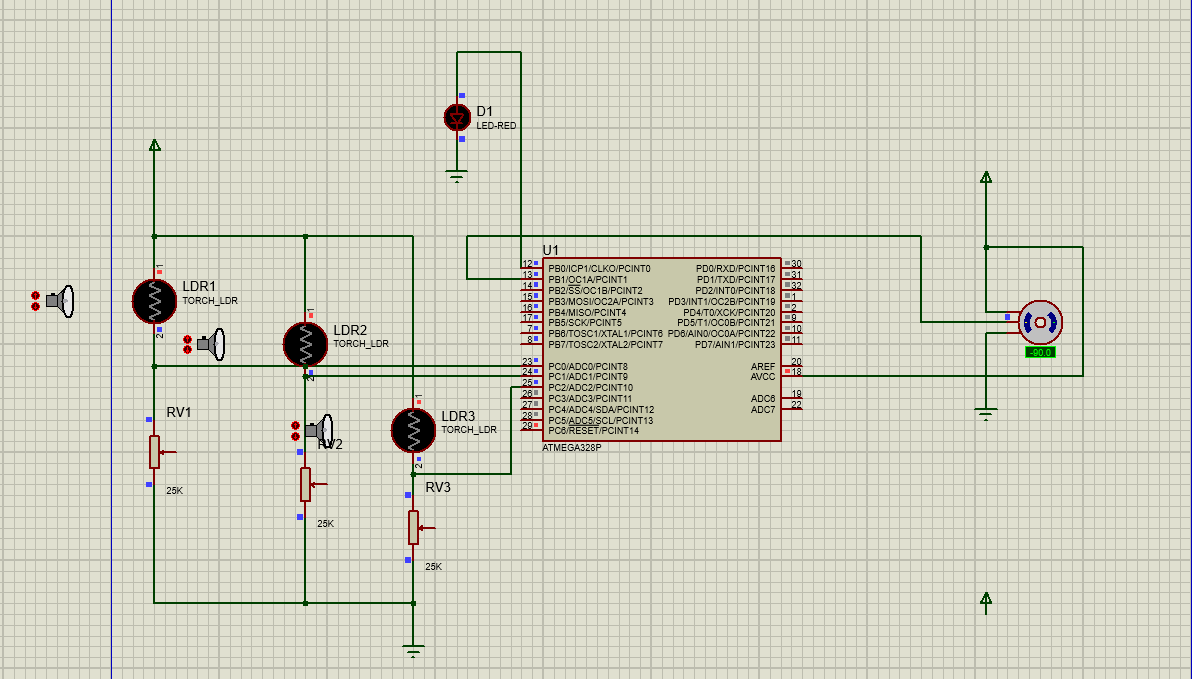 D1
LED-RED
U1
12 PB0/ICP1/CLKO/PCINT0 PD0/RXD/PCINT16 30
13 PB1/OC1A/PCINT1 PD1/TXD/PCINT17 31
14 PB2/SS/OC1B/PCINT2 PD2/INT0/PCINT18 32
15 PB3/MOSI/OC2A/PCINT3 PD3/INT1/OC2B/PCINT19 1
16 PB4/MISO/PCINT4 PD4/T0/XCK/PCINT20 2
17 PB5/SCK/PCINT5 PD5/T1/OC0B/PCINT21 9
7 PB6/TOSC1/XTAL1/PCINT6 PD6/AIN0/OC0A/PCINT22 10
8 PB7/TOSC2/XTAL2/PCINT7 PD7/AIN1/PCINT23 11
23 PC0/ADC0/PCINT8 AREF 20
24 PC1/ADC1/PCINT9 AVCC 18
25 PC2/ADC2/PCINT10
26 PC3/ADC3/PCINT11 ADC6 19
27 PC4/ADC4/SDA/PCINT12 ADC7 22
28 PC5/ADC5/SCL/PCINT13
29 PC6/RESET/PCINT14
ATMEGA328P
1
LDR1
TORCH_LDR
2
1
LDR2
TORCH_LDR
2
1
LDR3
TORCH_LDR
2
RV1
25K
RV2
25K
RV3
25K
-90.0